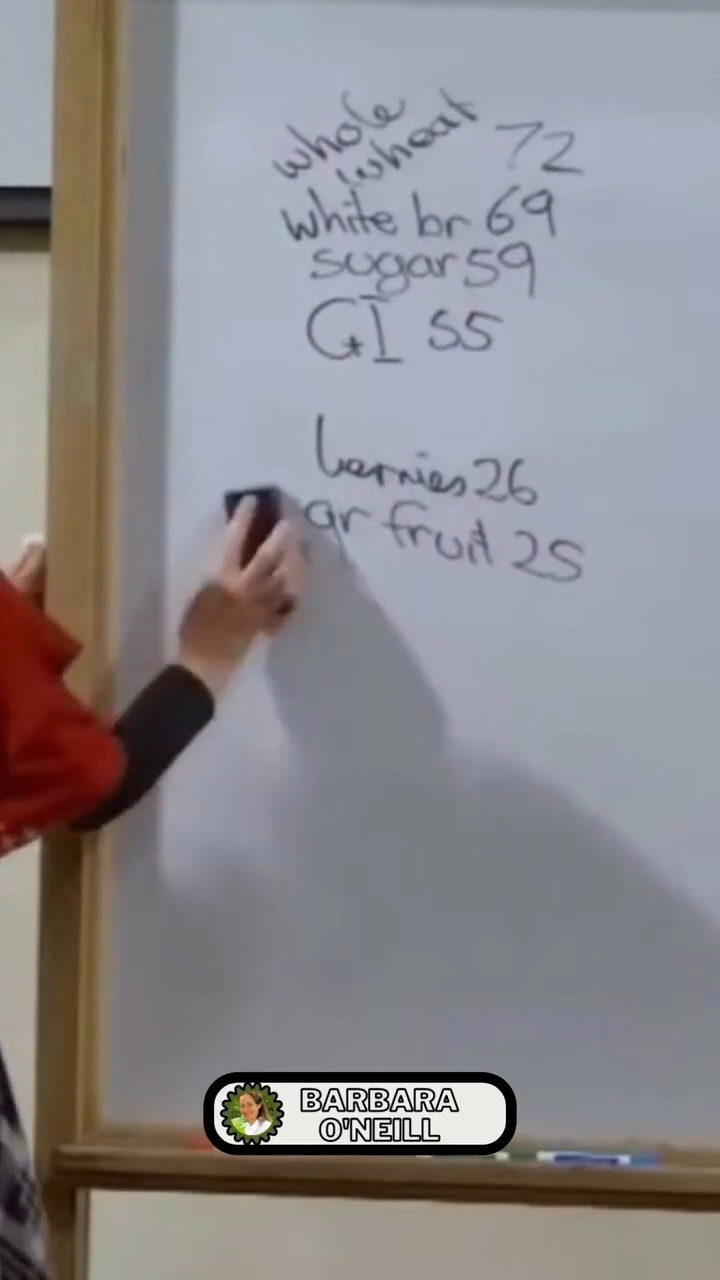 whole
wheat 72
white br 69
sugar 59
GI 55
berries 26
gr fruit 25
BARBARA
O'NEILL